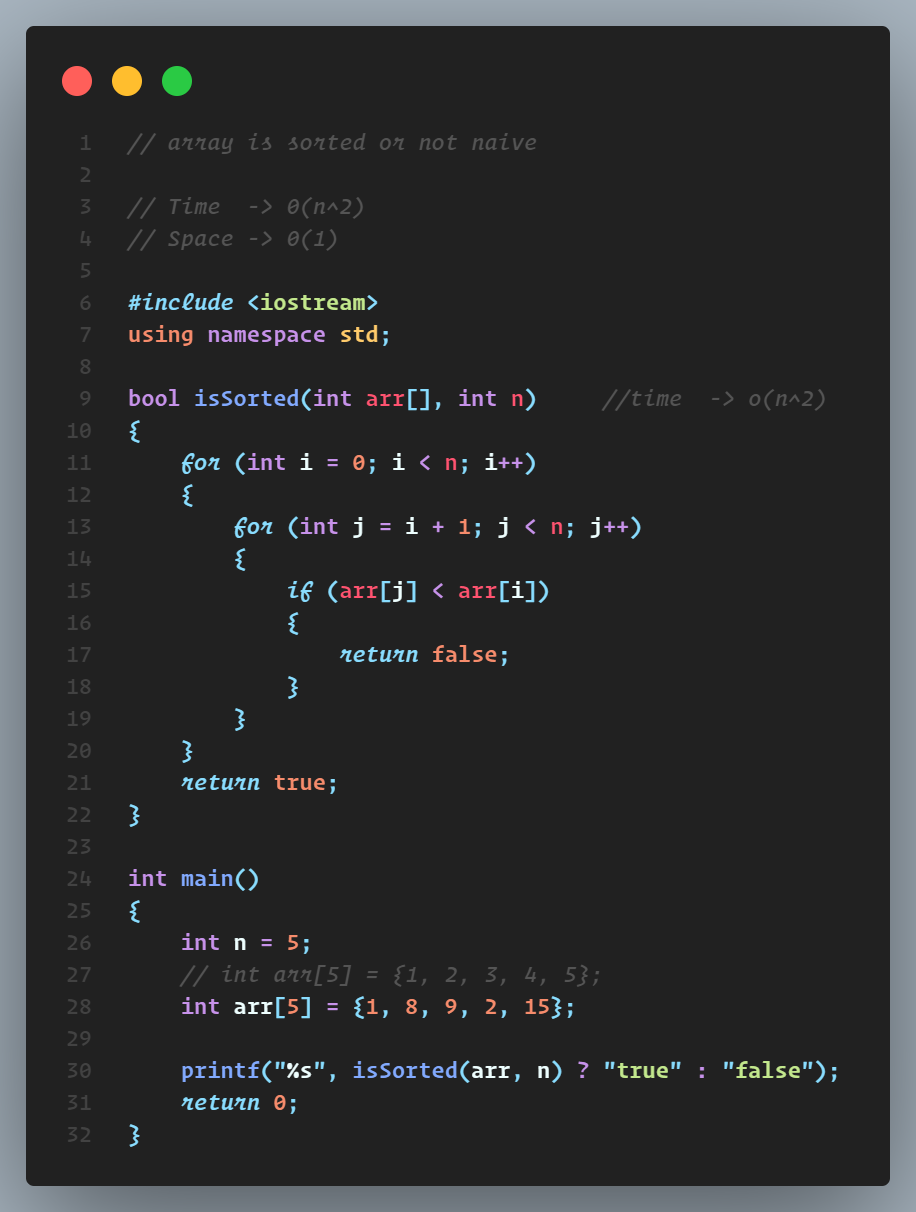 1 // array is sorted or not naive
2
3 // Time  -> 0(n^2)
4 // Space -> 0(1)
5
6 #include <iostream>
7 using namespace std;
8
9 bool isSorted(int arr[], int n)     //time  -> o(n^2)
10 {
11     for (int i = 0; i < n; i++)
12     {
13         for (int j = i + 1; j < n; j++)
14         {
15             if (arr[j] < arr[i])
16             {
17                 return false;
18             }
19         }
20     }
21     return true;
22 }
23
24 int main()
25 {
26     int n = 5;
27     // int arr[5] = {1, 2, 3, 4, 5};
28     int arr[5] = {1, 8, 9, 2, 15};
29
30     printf("%s", isSorted(arr, n) ? "true" : "false");
31     return 0;
32 }